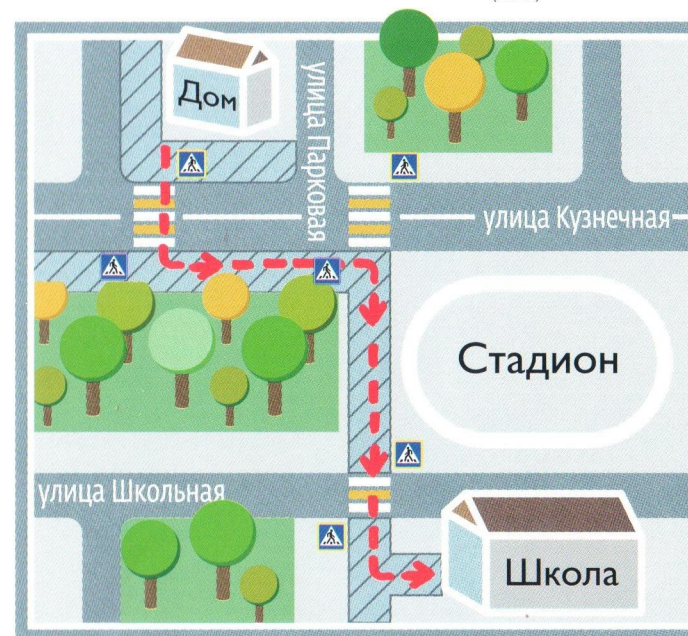 Дом
улица Парковая
улица Кузнечная
Стадион
улица Школьная
Школа